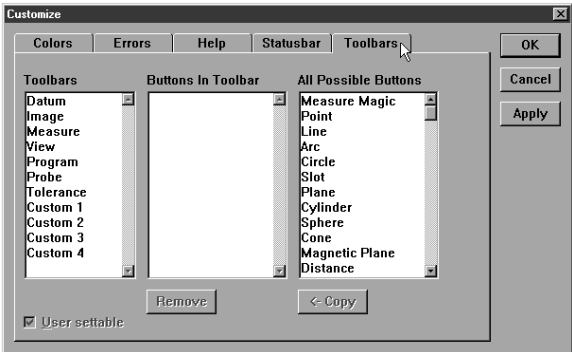 Customize
Colors Errors Help Statusbar Toolbars
OK
Cancel
Apply
Toolbars
Datum
Image
Measure
View
Program
Probe
Tolerance
Custom 1
Custom 2
Custom 3
Custom 4
Buttons In Toolbar
All Possible Buttons
Measure Magic
Point
Line
Arc
Circle
Slot
Plane
Cylinder
Sphere
Cone
Magnetic Plane
Distance
Remove
<- Copy
User settable